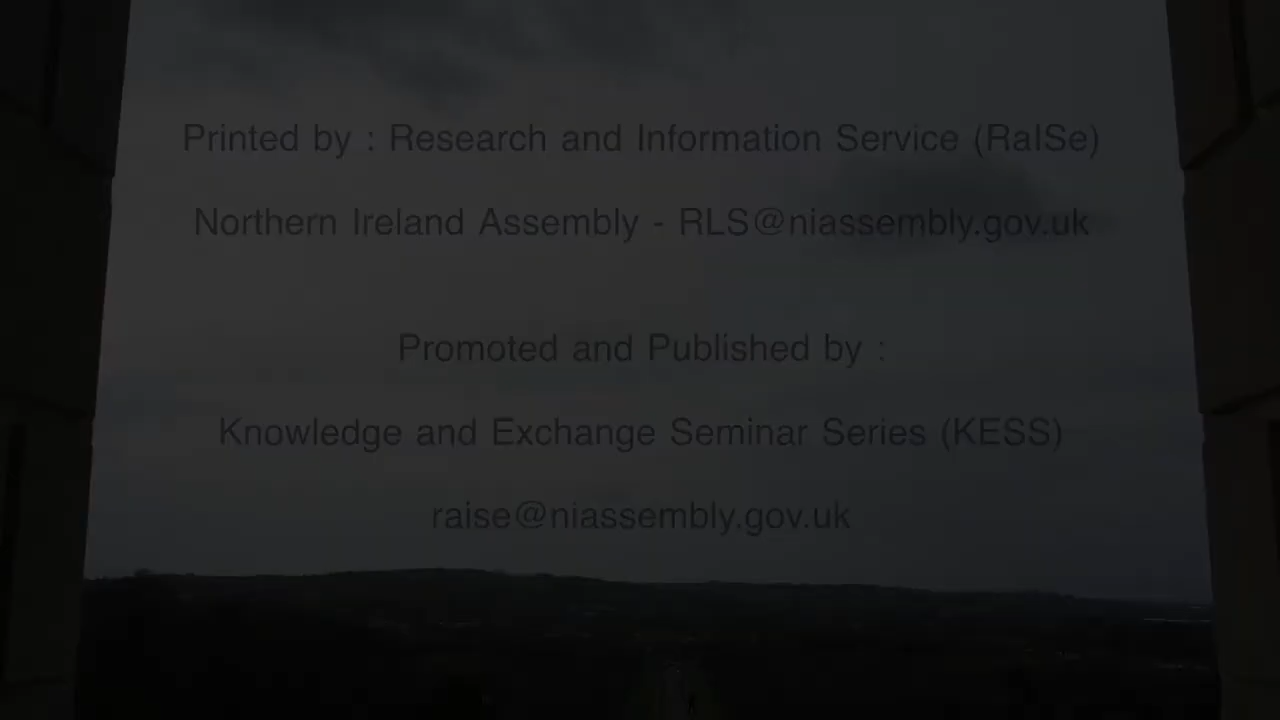 Printed by : Research and Information Service (RaISe)
Northern Ireland Assembly - RLS@niassembly.gov.uk
Promoted and Published by :
Knowledge and Exchange Seminar Series (KESS)
raise@niassembly.gov.uk